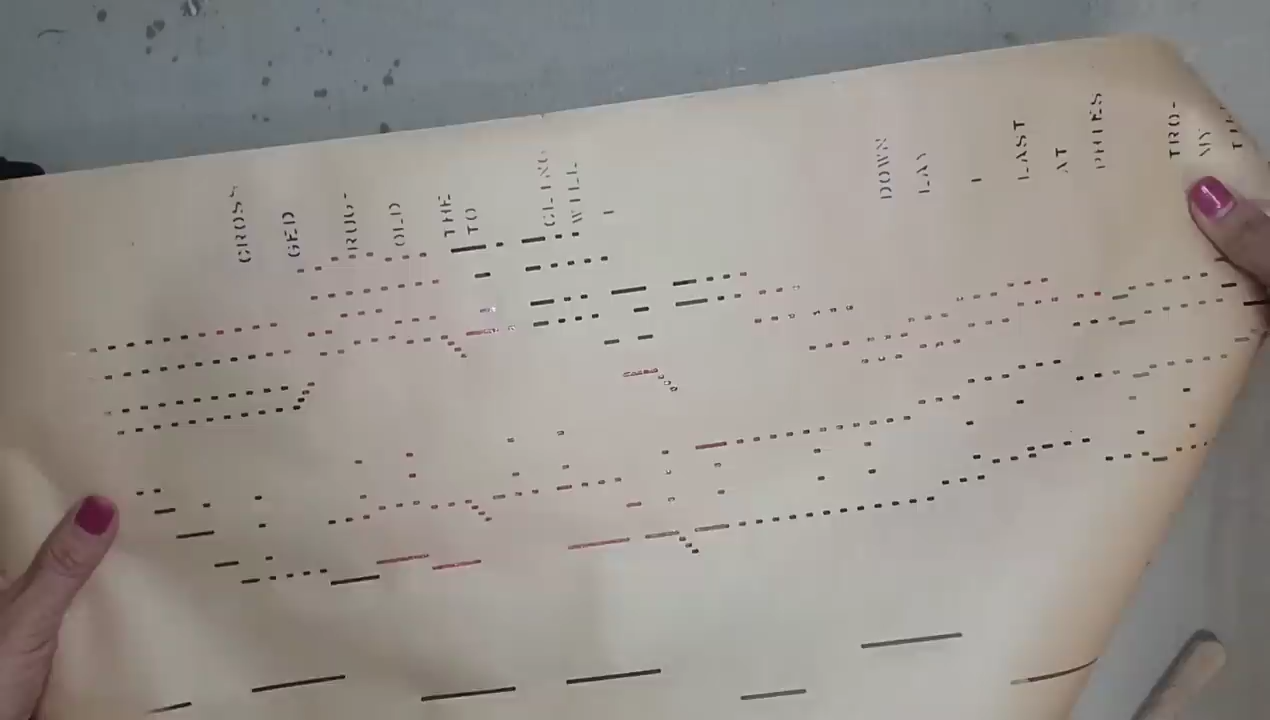 CROSS
GED
RUG-
OLD
THE
TO
CLING
WILL
I
DOWN
LAY
I
LAST
AT
PHIES
TRO-
MY